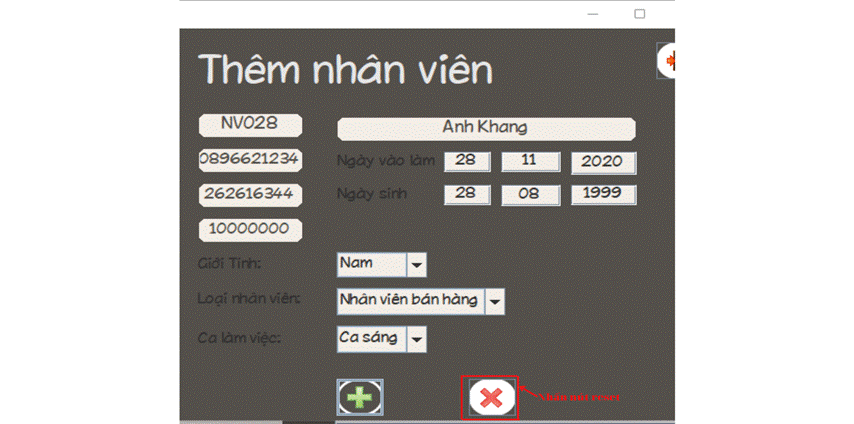 Thêm nhân viên
NV028
Anh Khang
0896621234
Ngày vào làm 28 11 2020
262616344
Ngày sinh 28 08 1999
10000000
Giới Tính: Nam
Loại nhân viên: Nhân viên bán hàng
Ca làm việc: Ca sáng